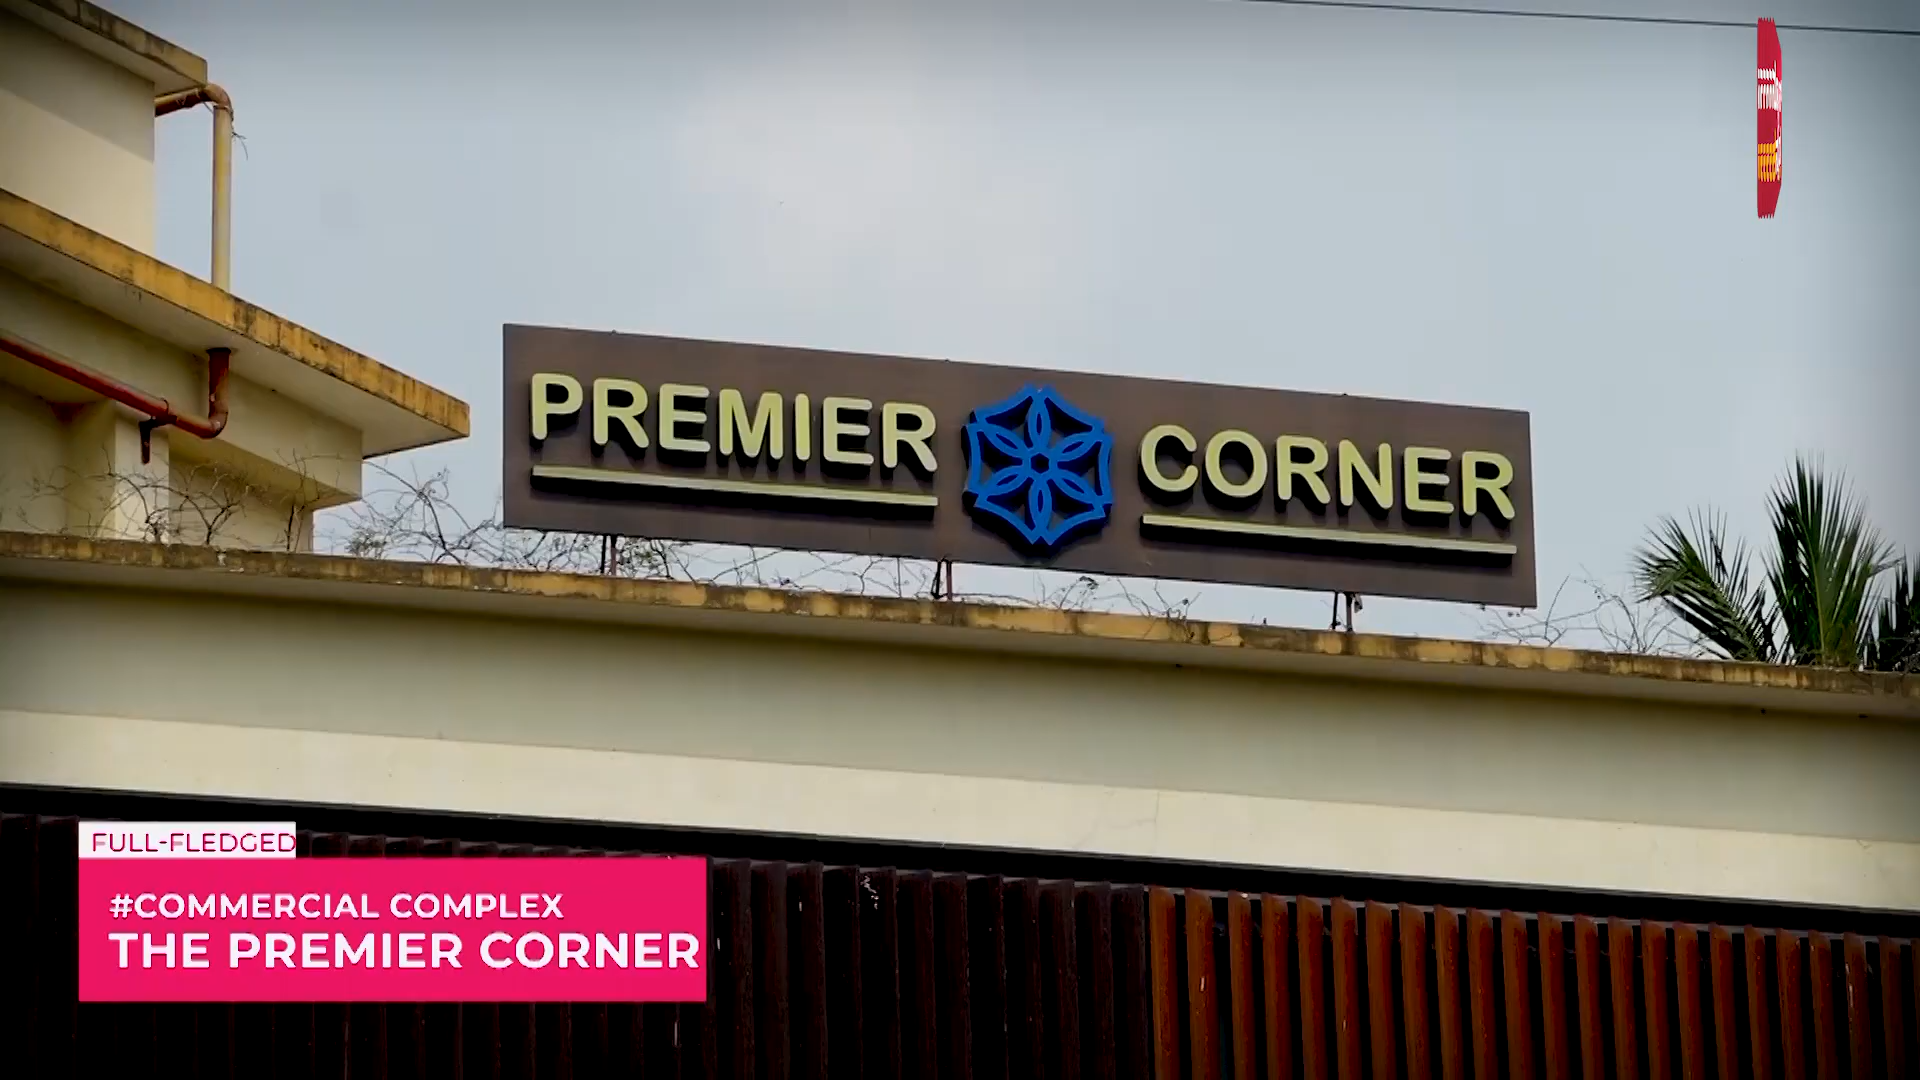 PREMIER CORNER
FULL-FLEDGED
#COMMERCIAL COMPLEX
THE PREMIER CORNER